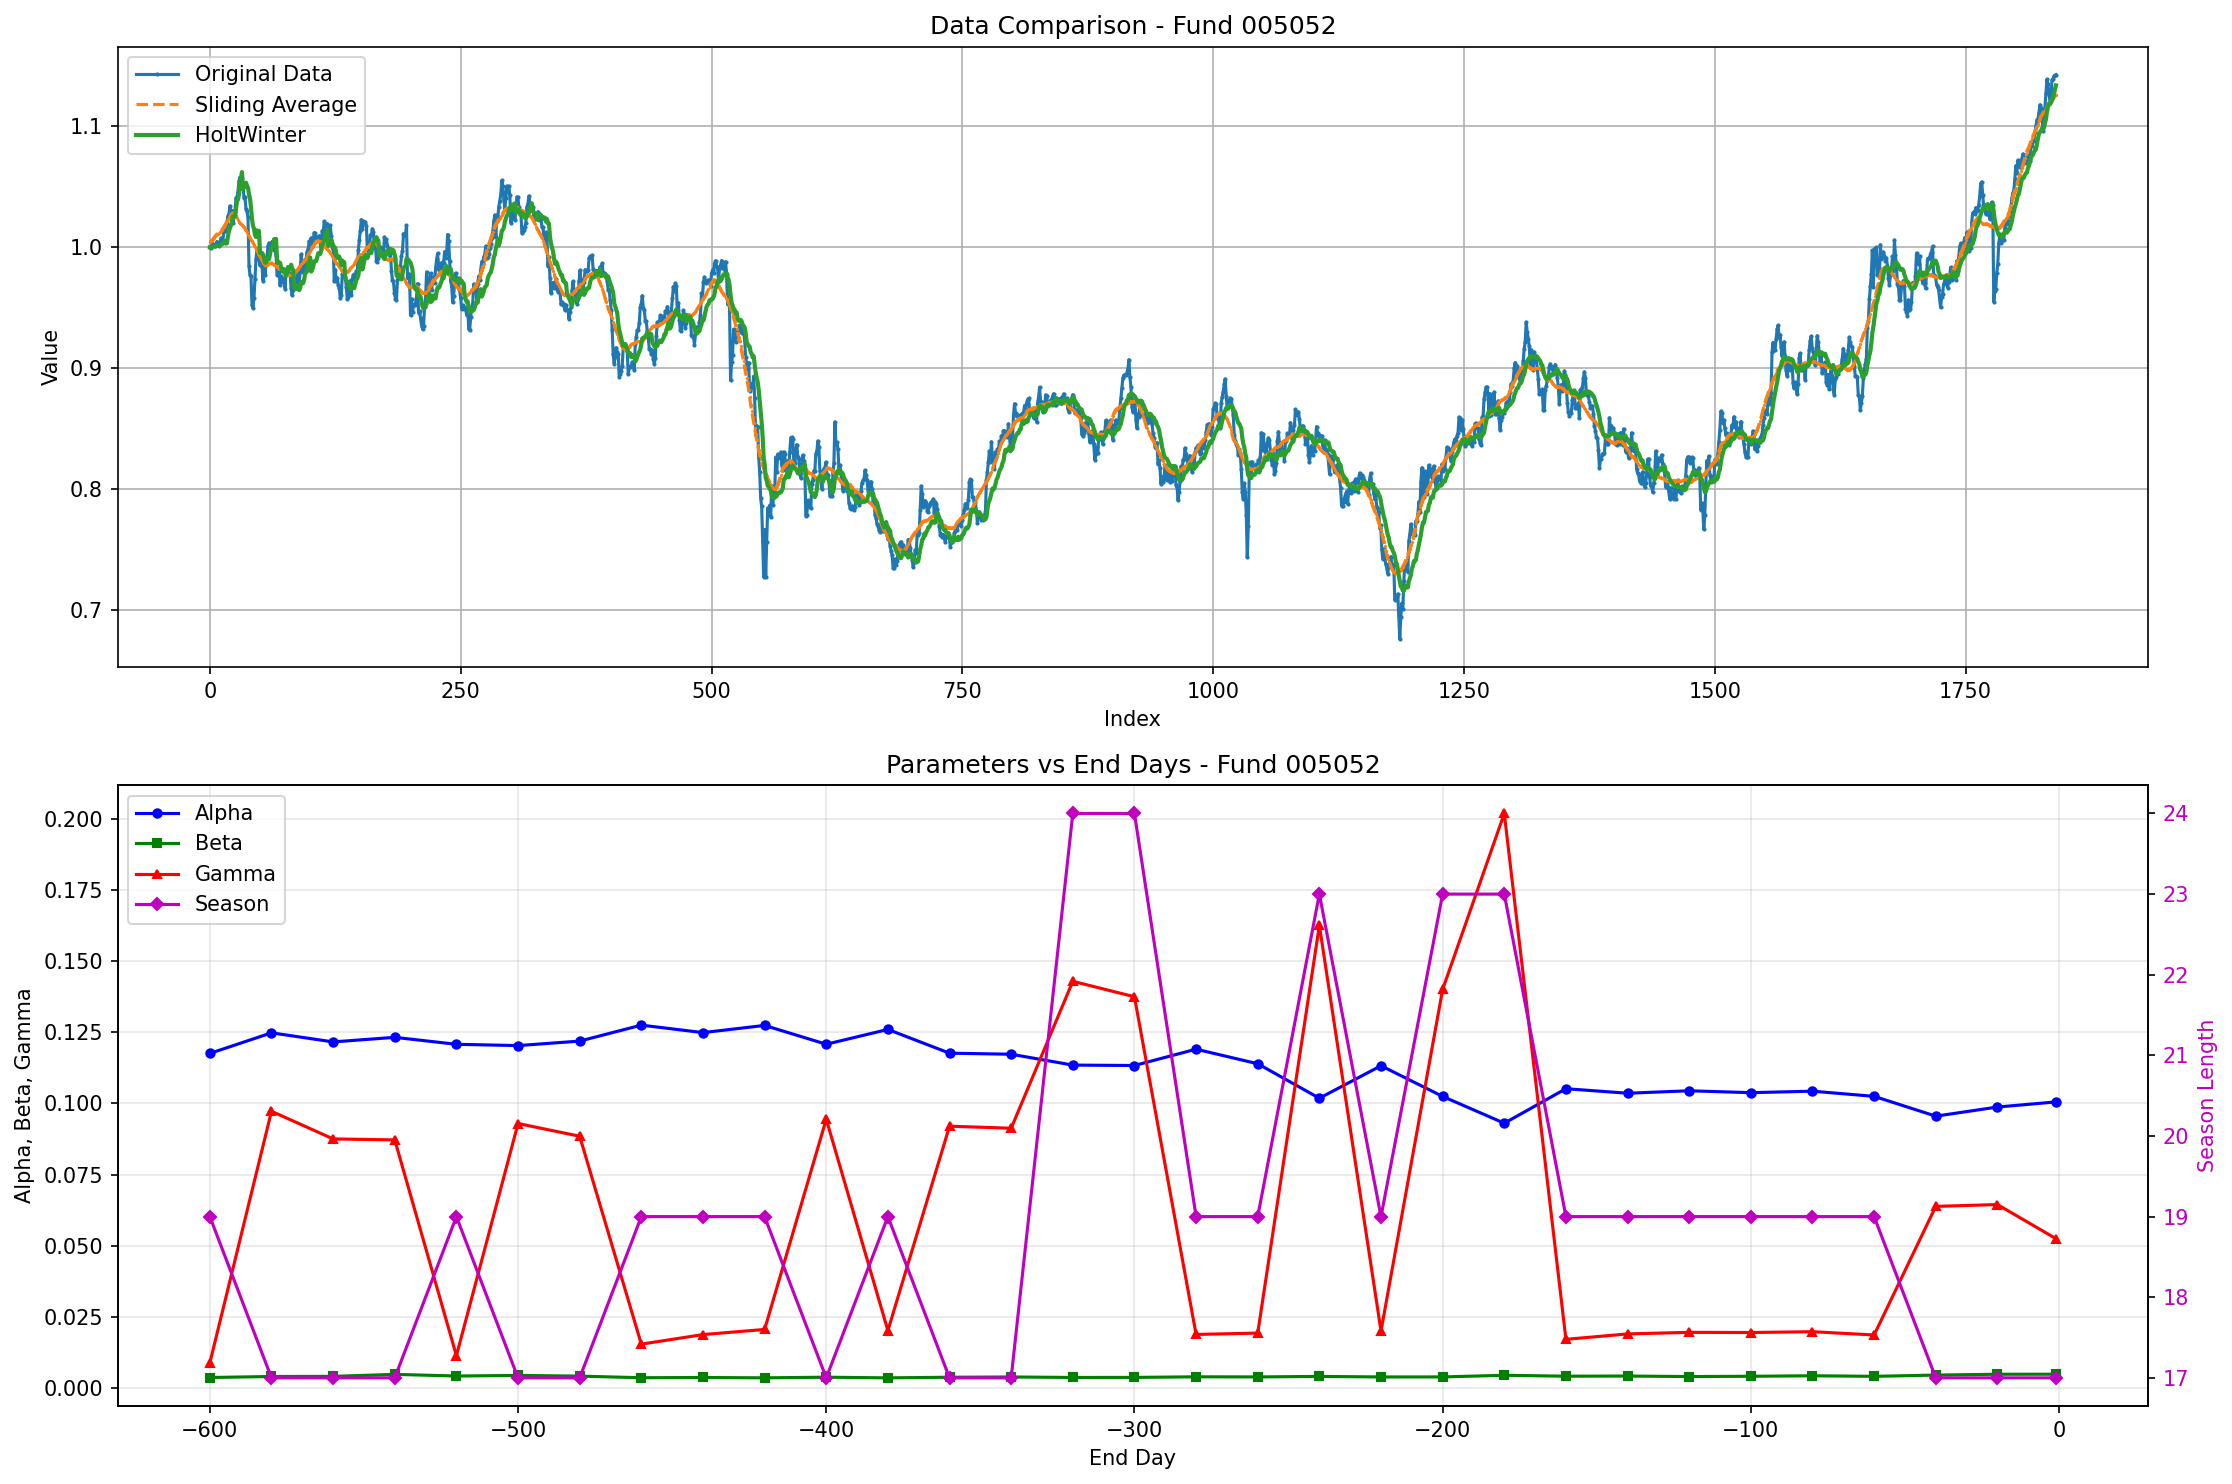 Data Comparison - Fund 005052
Original Data
Sliding Average
HoltWinter
Value
1.1
1.0
0.9
0.8
0.7
0 250 500 750 1000 1250 1500 1750
Index
Parameters vs End Days - Fund 005052
Alpha
Beta
Gamma
Season
Alpha, Beta, Gamma
0.200
0.175
0.150
0.125
0.100
0.075
0.050
0.025
0.000
24
23
22
21
20
19
18
17
Season Length
−600 −500 −400 −300 −200 −100 0
End Day